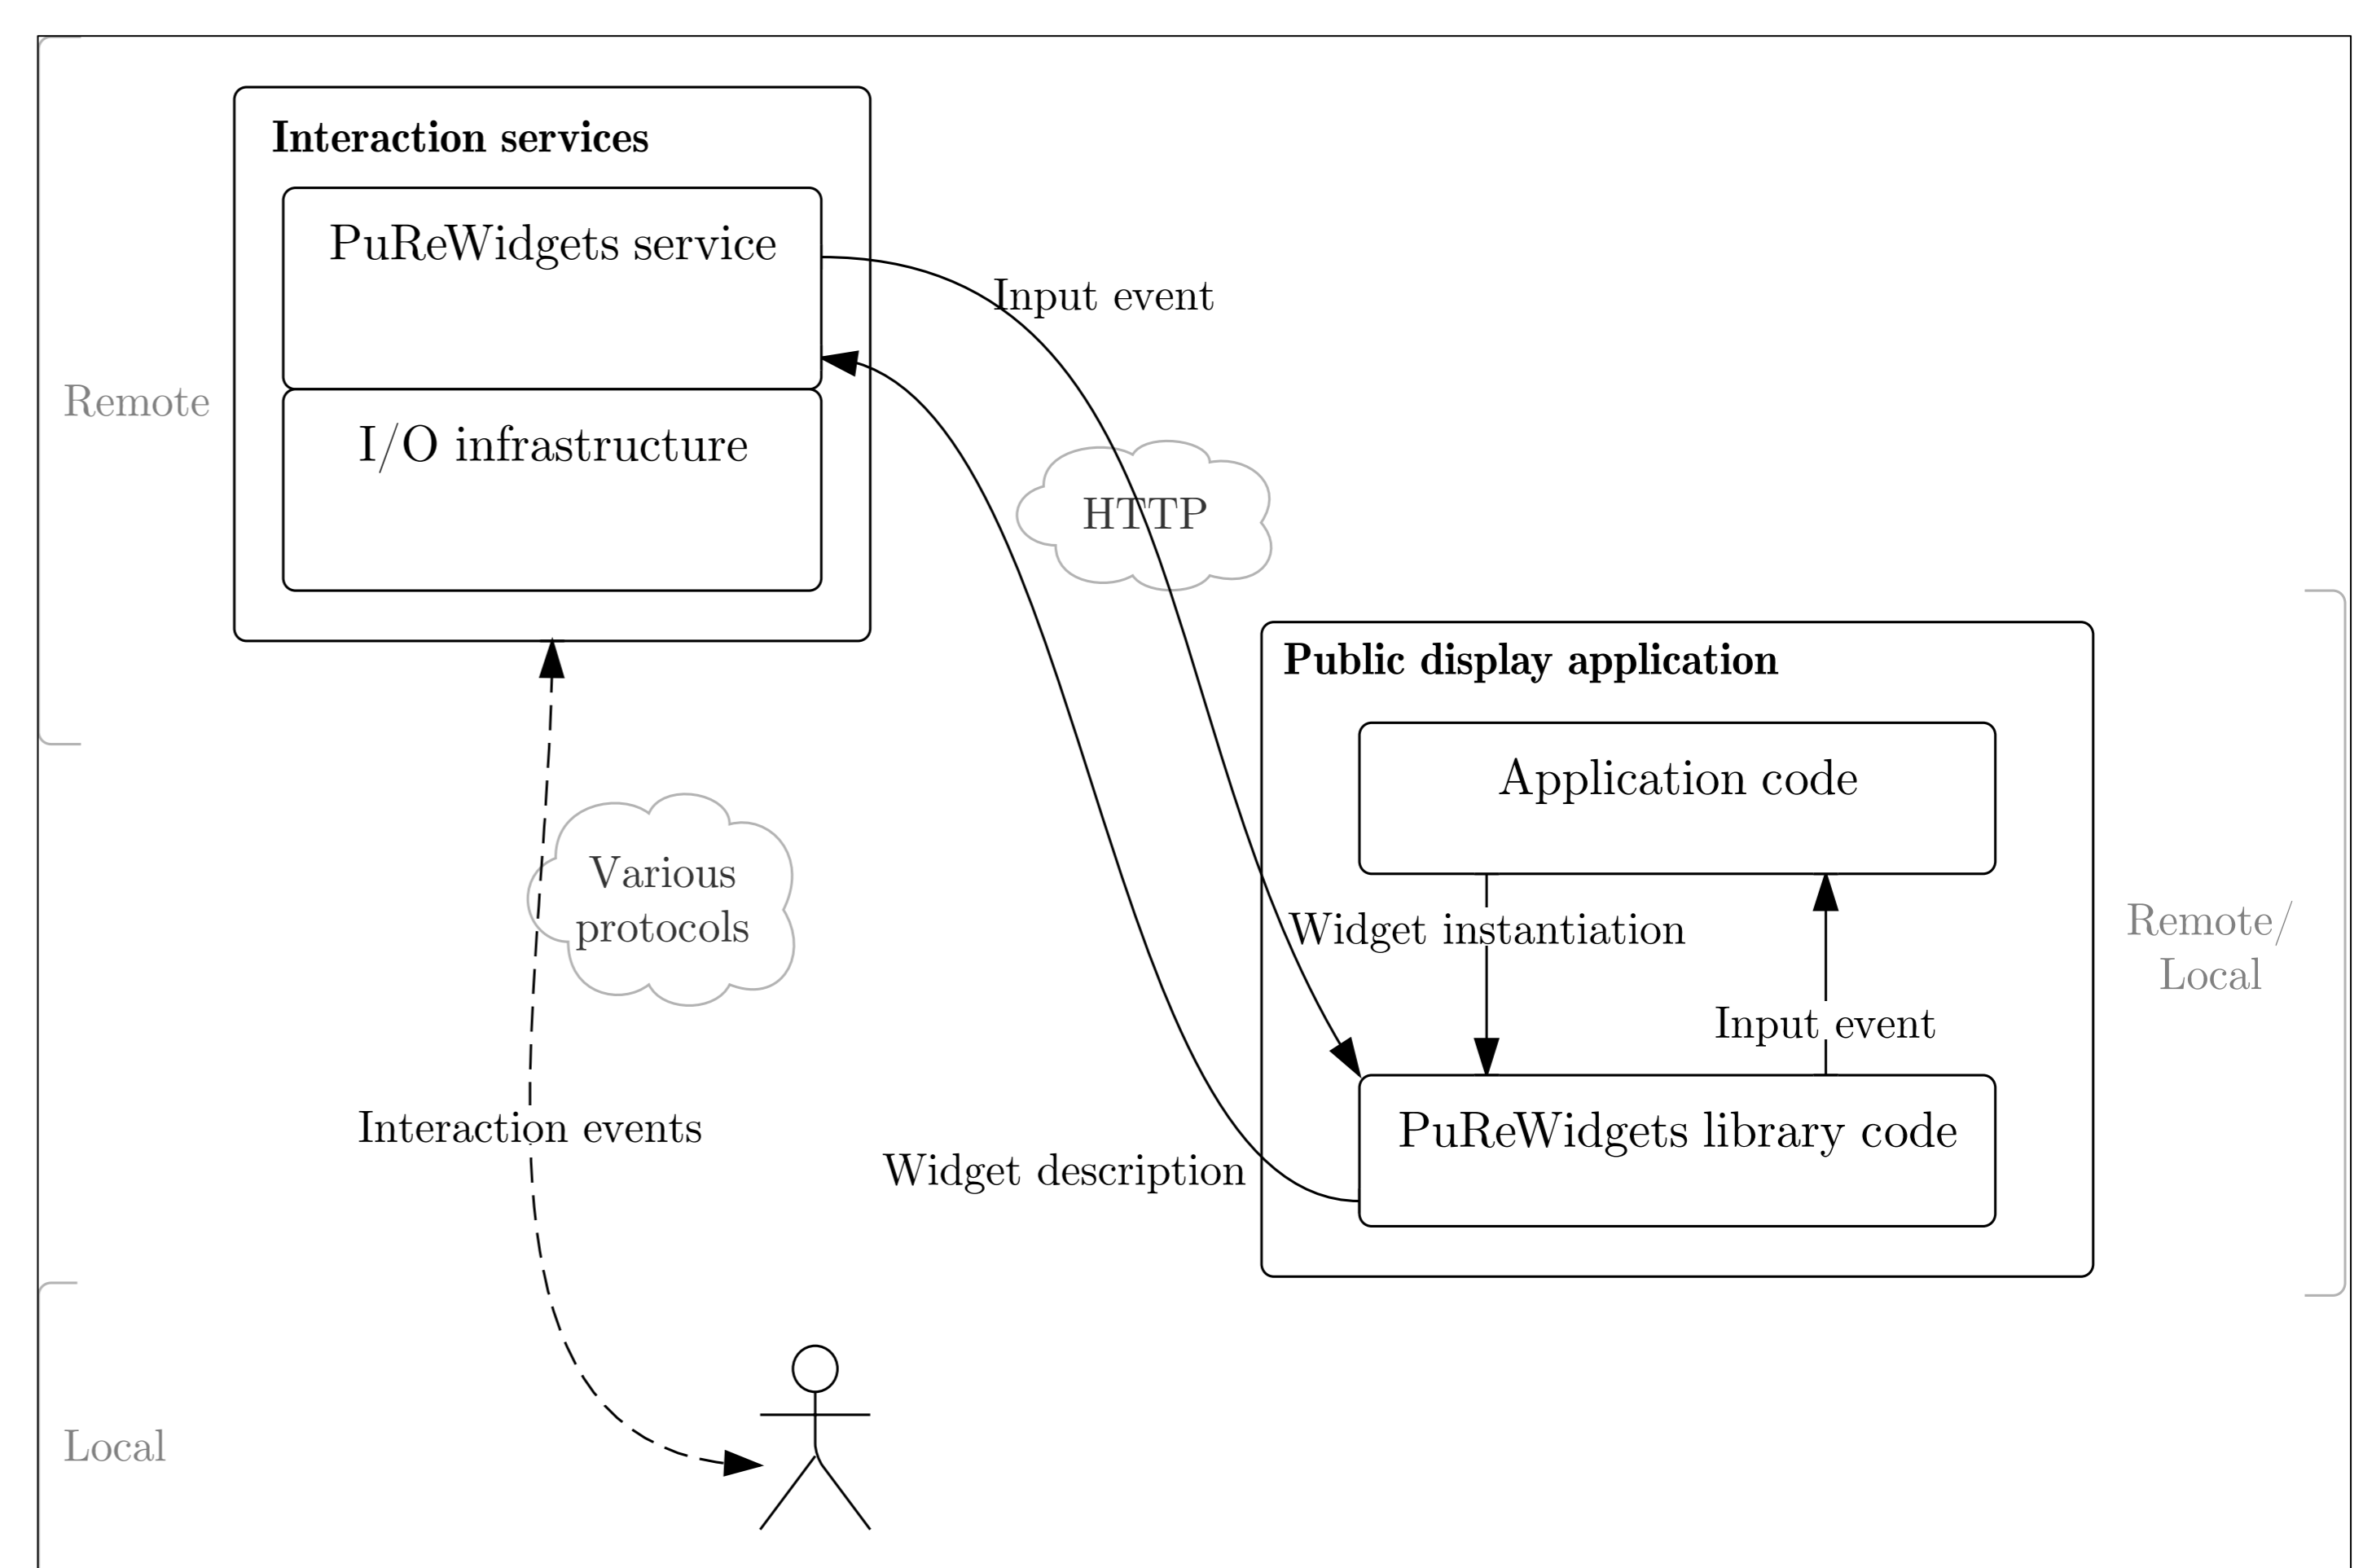 Interaction services
PuReWidgets service
Input event
Remote
I/O infrastructure
HTTP
Public display application
Application code
Various
protocols
Widget instantiation
Remote/
Local
Input event
Interaction events
PuReWidgets library code
Widget description
Local